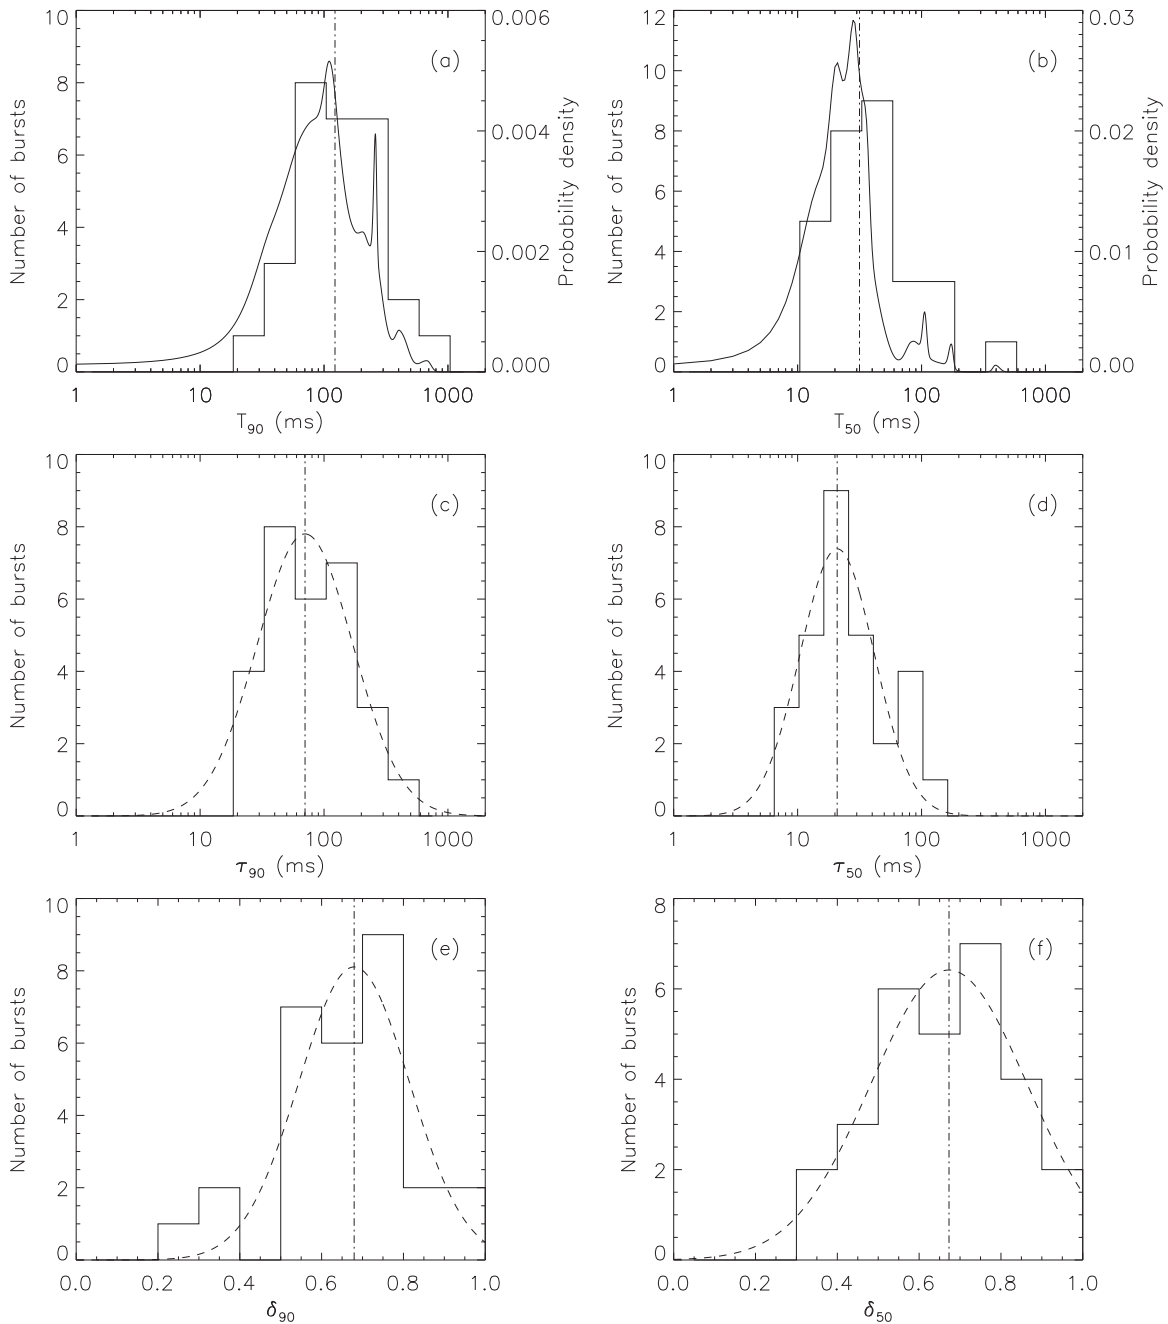 10
8
6
4
2
0
0.006
0.004
0.002
0.000
(a)
Number of bursts
Probability density
1 10 100 1000
T90 (ms)
12
10
8
6
4
2
0
0.03
0.02
0.01
0.00
(b)
Number of bursts
Probability density
1 10 100 1000
T50 (ms)
10
8
6
4
2
0
(c)
Number of bursts
1 10 100 1000
τ90 (ms)
10
8
6
4
2
0
(d)
Number of bursts
1 10 100 1000
τ50 (ms)
10
8
6
4
2
0
(e)
Number of bursts
0.0 0.2 0.4 0.6 0.8 1.0
δ90
8
6
4
2
0
(f)
Number of bursts
0.0 0.2 0.4 0.6 0.8 1.0
δ50